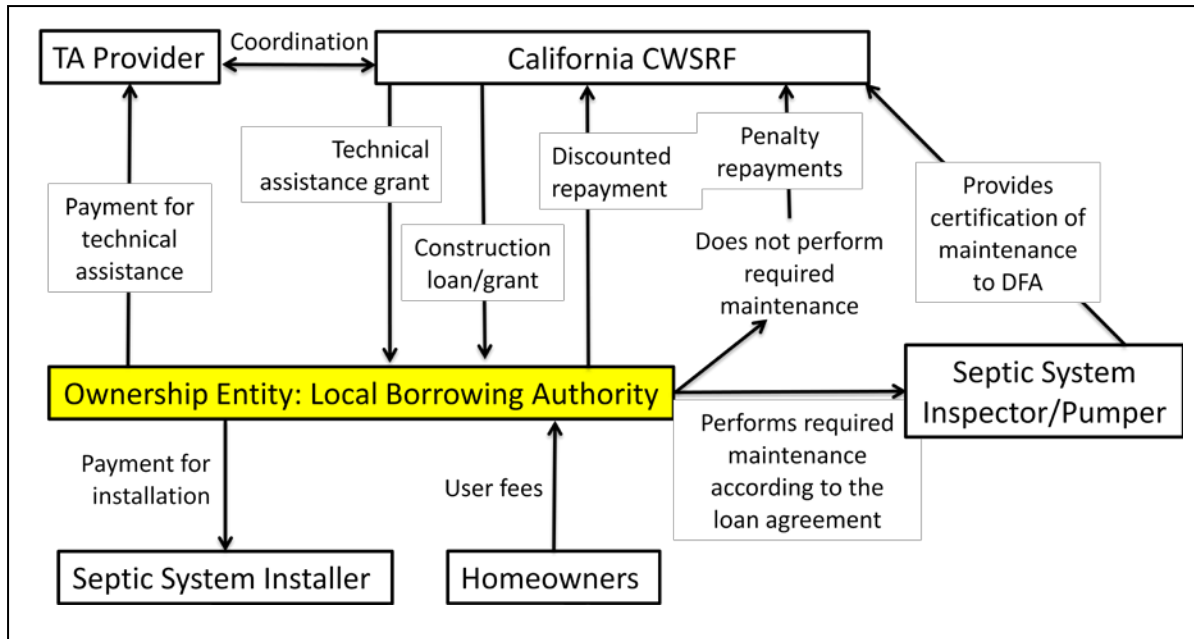 Coordination
TA Provider
California CWSRF
Technical
assistance grant
Discounted
repayment
Penalty
repayments
Payment for
technical
assistance
Construction
loan/grant
Does not perform
required
maintenance
Provides
certification of
maintenance
to DFA
Ownership Entity: Local Borrowing Authority
Septic System
Inspector/Pumper
Payment for
installation
User fees
Performs required
maintenance
according to the
loan agreement
Septic System Installer
Homeowners